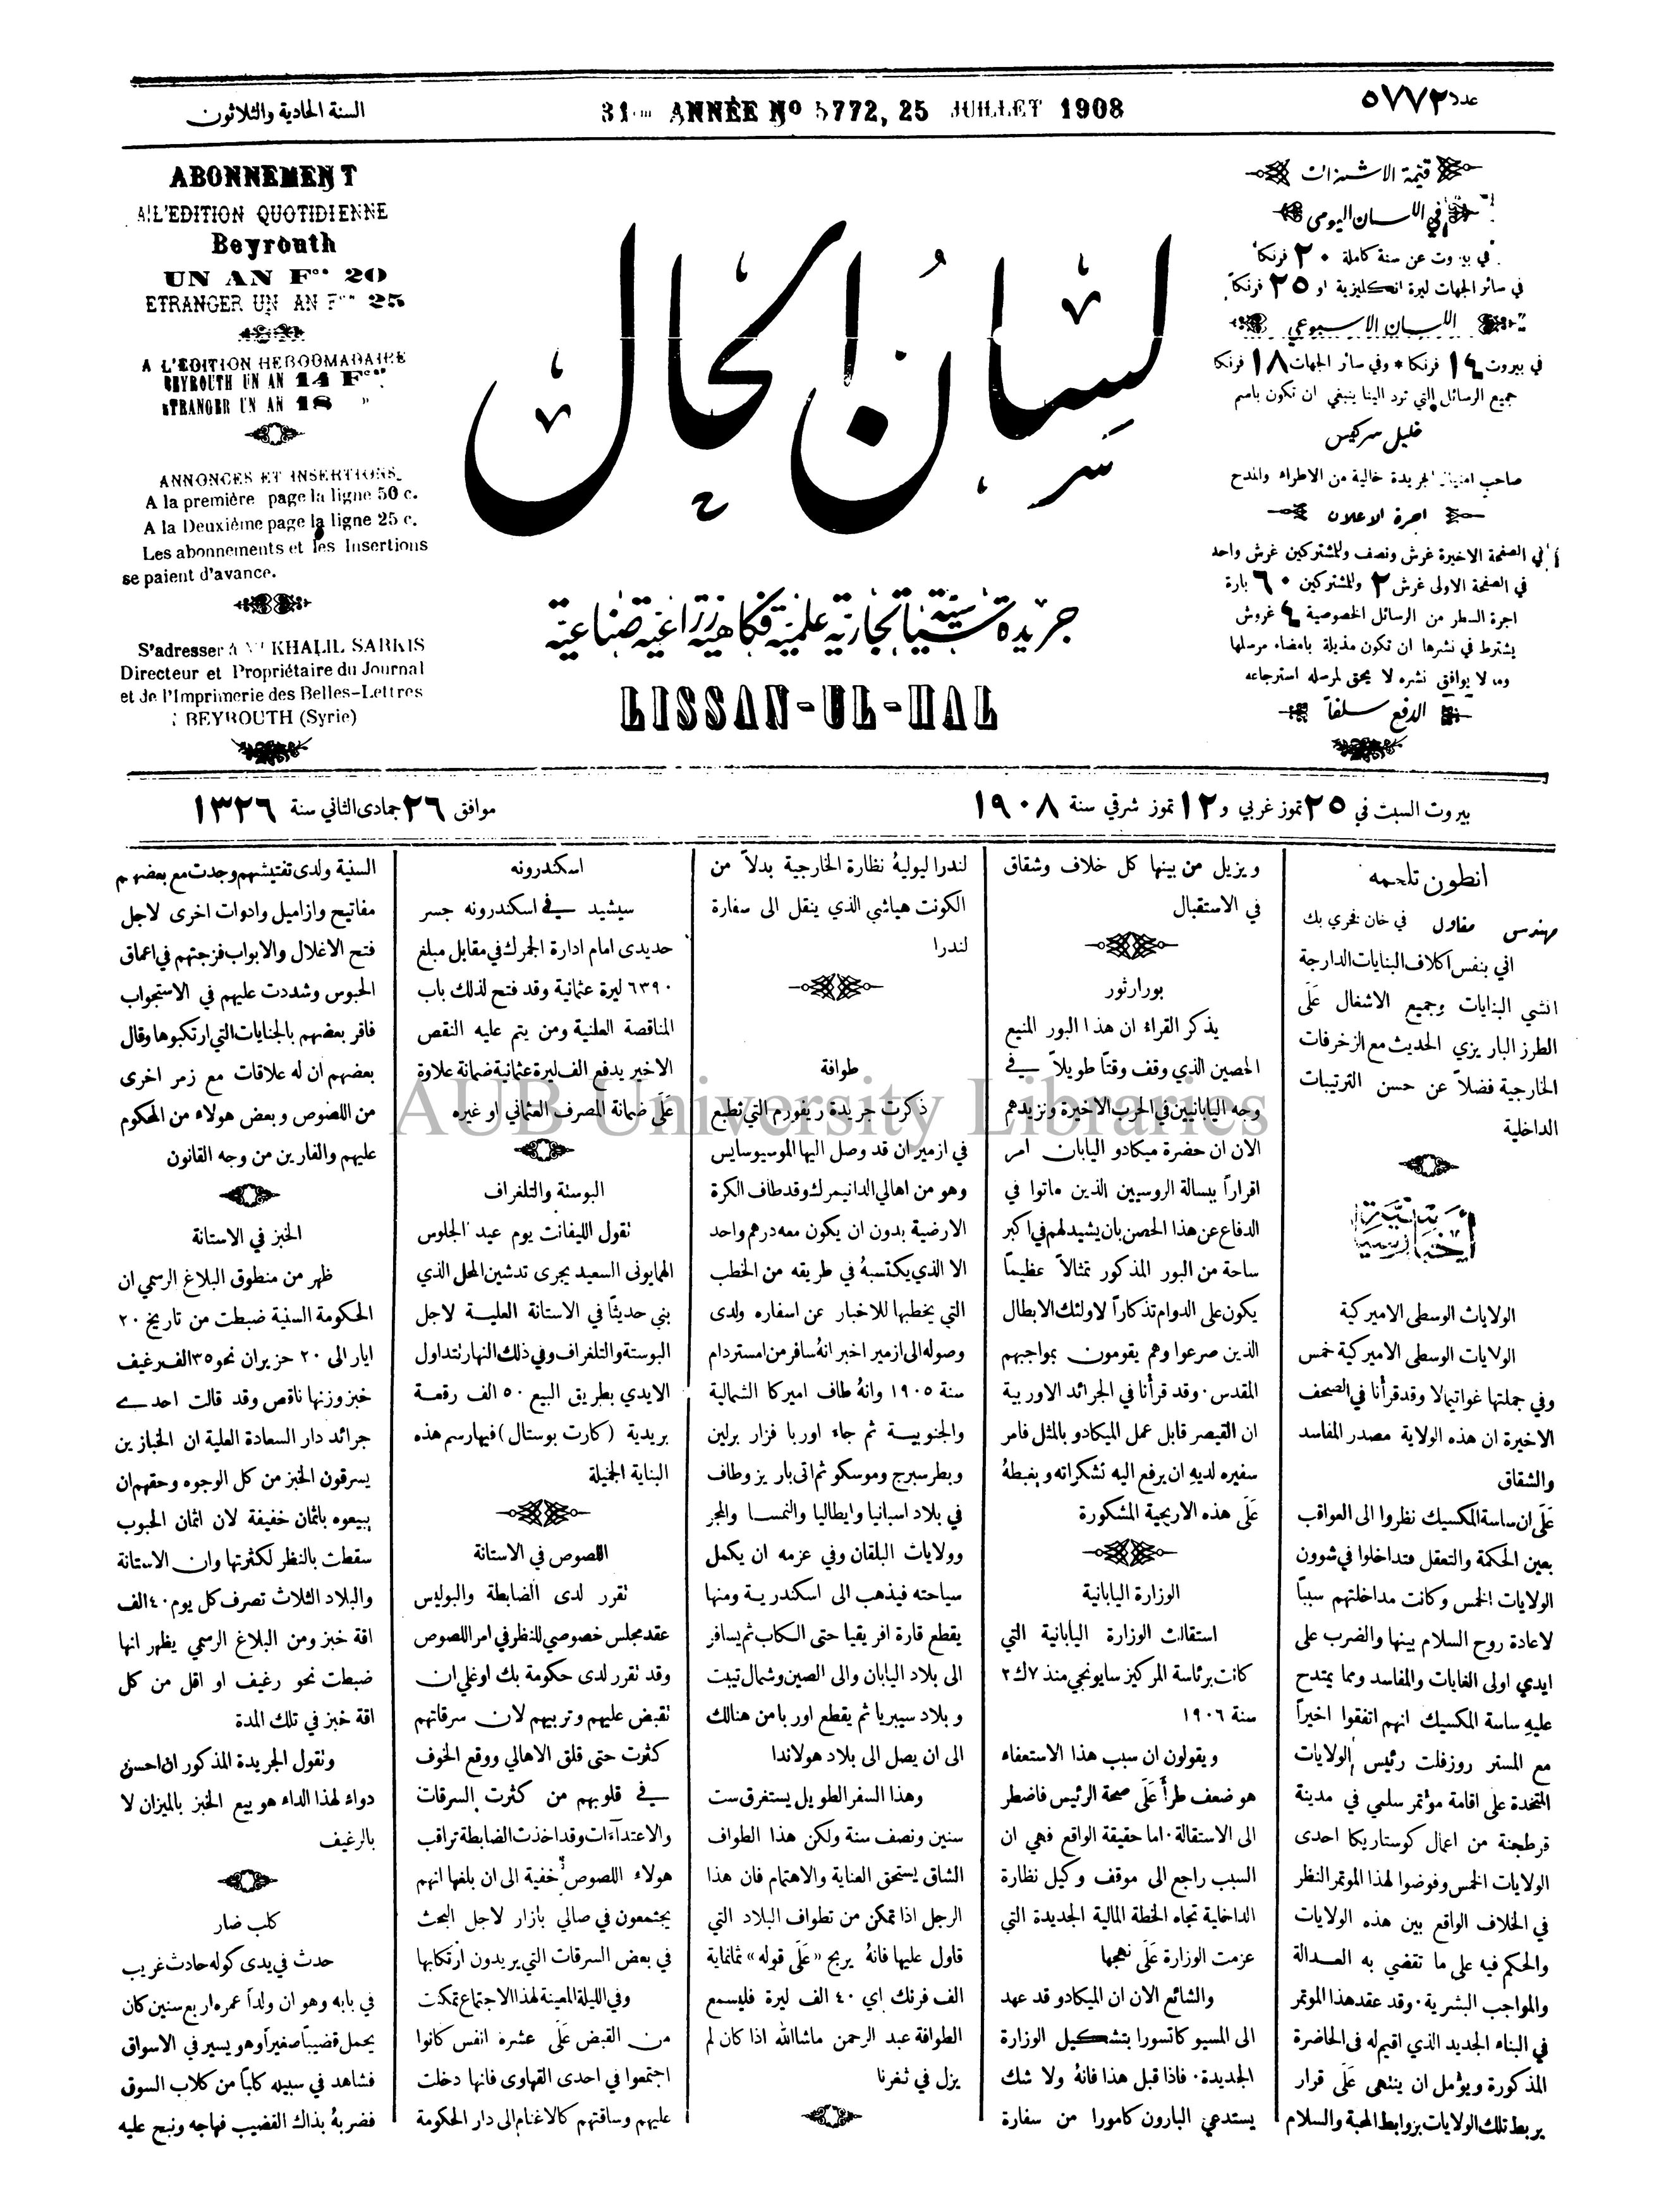 عدد ٥٧٧٢
31me ANNÉE No 5772, 25 JUILLET 1908
السنة الحادية والثلاثون
قيمة الاشتراك
في اللسان اليومي
في بيروت عن سنة كاملة ٢٠ فرنكا
في سائر الجهات ليرة انكليزية او ٢٥ فرنكاً
اللسان الاسبوعي
في بيروت ١٤ فرنكا * وفي سائر الجهات ١٨ فرنكا
جميع الرسائل التي ترد الينا ينبغي ان تكون باسم
خليل سركيس
صاحب امتياز الجريدة خالية من الاطراء والمدح
اجرة الاعلان
في الصفحة الاخيرة غرش ونصف وللمشتركين غرش واحد
في الصفحة الاولى غرش ٢ وللمشتركين ٦٠ بارة
اجرة السطر من الرسائل الخصوصية ٤ غروش
يشترط في نشرها ان تكون مذيلة بامضاء مرسلها
وما لا يوافق نشره لا يحق لمرسله استرجاعه
الدفع سلفاً
لسان الحال
جريدة سياسية تجارية علمية فكاهية زراعية صناعية
LISSAN-UL-HAL
ABONNEMENT
A L'EDITION QUOTIDIENNE
Beyrouth
UN AN Fcs 20
ETRANGER UN AN Fcs 25
A L'EDITION HEBDOMADAIRE
BEYROUTH UN AN 14 Fcs
ETRANGER UN AN 18 »
ANNONCES ET INSERTIONS
A la première page la ligne 50 c.
A la Deuxième page la ligne 25 c.
Les abonnements et les Insertions
se paient d'avance.
S'adresser à Mr KHALIL SARKIS
Directeur et Propriétaire du Journal
et de l'Imprimerie des Belles-Lettres
à BEYROUTH (Syrie)
بيروت السبت في ٢٥ تموز غربي و١٢ تموز شرقي سنة ١٩٠٨
موافق ٢٦ جمادى الثاني سنة ١٣٢٦
انطون تلحمه
مهندس مقاول في خان فخري بك
اني بنفس اكلاف البنايات الدارجة
انشي البنايات وجميع الاشغال عَلَى
الطرز الباريزي الحديث مع الزخرفات
الخارجية فضلاً عن حسن الترتيبات
الداخلية
أخبار سياسية
الولايات الوسطى الاميركية
الولايات الوسطى الاميركية خمس
وفي جملتها غواتيمالا وقد قرأنا في الصحف
الاخيرة ان هذه الولاية مصدر المفاسد
والشقاق
عَلَى ان ساسة المكسيك نظروا الى العواقب
بعين الحكمة والتعقل فتداخلوا في شوون
الولايات الخمس وكانت مداخلتهم سبباً
لاعادة روح السلام بينها والضرب على
ايدي اولى الغايات والمفاسد ومما يمتدح
عليهِ ساسة المكسيك انهم اتفقوا اخيراً
مع المستر روزفلت رئيس الولايات
المتحدة على اقامة مؤتمر سلمي في مدينة
قرطجنة من اعمال كوستاريكا احدى
الولايات الخمس وفوضوا لهذا الموتمر النظر
في الخلاف الواقع بين هذه الولايات
والحكم فيه على ما تقضي به العدالة
والمواجب البشرية ۰ وقد عقد هذا الموتمر
في البناء الجديد الذي اقيم له في الحاضرة
المذكورة ويؤمل ان ينتهي عَلَى قرار
يربط تلك الولايات بروابط المحبة والسلام
ويزيل من بينها كل خلاف وشقاق
في الاستقبال
بورارثور
يذكر القراء ان هذا البور المنيع
الحصين الذي وقف وقتاً طويلاً في
وجه اليابانيين في الحرب الاخيرة ونزيدهم
الان ان حضرة ميكادو اليابان امر
اقراراً ببسالة الروسيين الذين ماتوا في
الدفاع عن هذا الحصن بان يشيد لهم في اكبر
ساحة من البور المذكور تمثالاً عظيماً
يكون على الدوام تذكاراً لاولئك الابطال
الذين صرعوا وهم يقومون بمواجبهم
المقدس ۰ وقد قرأنا في الجرائد الاوربية
ان القيصر قابل عمل الميكادو بالمثل فامر
سفيره لديهِ ان يرفع اليه تشكراته ويغبطهُ
عَلَى هذه الاريحية المشكورة
الوزارة اليابانية
استقالت الوزارة اليابانية التي
كانت برئاسة المركيز سايونجي منذ ٧ ك٢
سنة ١٩٠٦
ويقولون ان سبب هذا الاستعفاء
هو ضعف طرأ عَلَى صحة الرئيس فاضطر
الى الاستقالة ۰ اما حقيقة الواقع فهي ان
السبب راجع الى موقف وكيل نظارة
الداخلية تجاه الخطة المالية الجديدة التي
عزمت الوزارة عَلَى نهجها
والشائع الان ان الميكادو قد عهد
الى المسيو كاتسورا بتشكيل الوزارة
الجديدة ۰ فاذا قبل هذا فانهُ ولا شك
يستدعي البارون كامورا من سفارة
لندرا ليوليهُ نظارة الخارجية بدلاً من
الكونت هياشي الذي ينقل الى سفارة
لندرا
طوافة
ذكرت جريدة ريفورم التي تطبع
في ازمير ان قد وصل اليها الموسيو سايس
وهو من اهالي الدانيمرك وقد طاف الكرة
الارضية بدون ان يكون معه درهم واحد
الا الذي يكتسبهُ في طريقه من الخطب
التي يخطبها للاخبار عن اسفاره ولدى
وصوله الى ازمير اخبر انهُ سافر من امستردام
سنة ١٩٠٥ وانهُ طاف اميركا الشمالية
والجنوبية ثم جاء اوربا فزار برلين
وبطرسبرج وموسكو ثم اتى باريز وطاف
في بلاد اسبانيا وايطاليا والنمسا والمجر
وولايات البلقان وفي عزمه ان يكمل
سياحته فيذهب الى اسكندرية ومنها
يقطع قارة افريقيا حتى الكاب ثم يسافر
الى بلاد اليابان والى الصين وشمال تيبت
وبلاد سيبريا ثم يقطع اوربا من هنالك
الى ان يصل الى بلاد هولاندا
وهذا السفر الطويل يستغرق ست
سنين ونصف سنة ولكن هذا الطواف
الشاق يستحق العناية والاهتمام فان هذا
الرجل اذا تمكن من تطواف البلاد التي
قاول عليها فانهُ يربح «عَلَى قوله» ثمانماية
الف فرنك اي ٤٠ الف ليرة فليسمع
الطوافة عبد الرحمن ماشاالله اذا كان لم
يزل في ثغرنا
اسكندرونه
سيشيد في اسكندرونه جسر
حديدى امام ادارة الجمرك في مقابل مبلغ
٦٣٩٠ ليرة عثمانية وقد فتح لذلك باب
المناقصة العلنية ومن يتم عليه النقص
الاخير يدفع الف ليرة عثمانية ضمانة علاوة
عَلَى ضمانة المصرف العثماني او غيره
البوستة والتلغراف
تقول الليفانت يوم عيد الجلوس
الهمايونى السعيد يجرى تدشين المحل الذي
بني حديثاً في الاستانة العلية لاجل
البوستة والتلغراف وفي ذلك النهار تتداول
الايدي بطريق البيع ٥٠ الف رقعة
بريدية (كارت بوستال) فيها رسم هذه
البناية الجميلة
اللصوص في الاستانة
تقرر لدى الضابطة والبوليس
عقد مجلس خصوصي للنظر في امر اللصوص
وقد تقرر لدى حكومة بك اوغلي ان
تقبض عليهم وتربيهم لان سرقاتهم
كثرت حتى قلق الاهالي ووقع الخوف
في قلوبهم من كثرت السرقات
والاعتداآت وقد اخذت الضابطة تراقب
هولاء اللصوص خفية الى ان بلغها انهم
يجتمعون في صالي بازار لاجل البحث
في بعض السرقات التي يريدون ارتكابها
وفي الليلة المعينة لهذا الاجتماع تمكنت
من القبض عَلَى عشرة انفس كانوا
اجتمعوا في احدى القهاوى فانها دخلت
عليهم وساقتهم كالاغنام الى دار الحكومة
السنية ولدى تفتيشهم وجدت مع بعضهم
مفاتيح وازاميل وادوات اخرى لاجل
فتح الاغلال والابواب فزجتهم في اعماق
الحبوس وشددت عليهم في الاستجواب
فاقر بعضهم بالجنايات التي ارتكبوها وقال
بعضهم ان له علاقات مع زمر اخرى
من اللصوص وبعض هولاء من المحكوم
عليهم والفارين من وجه القانون
الخبز في الاستانة
ظهر من منطوق البلاغ الرسمي ان
الحكومة السنية ضبطت من تاريخ ٢٠
ايار الى ٢٠ حزيران نحو ٣٥ الف رغيف
خبز وزنها ناقص وقد قالت احدى
جرائد دار السعادة العلية ان الخبازين
يسرقون الخبز من كل الوجوه وحقهم ان
يبيعوه باثمان خفيفة لان اثمان الحبوب
سقطت بالنظر لكثرتها وان الاستانة
والبلاد الثلاث تصرف كل يوم ٤٠ الف
اقة خبز ومن البلاغ الرسمي يظهر انها
ضبطت نحو رغيف او اقل من كل
اقة خبز في تلك المدة
وتقول الجريدة المذكور ان احسن
دواء لهذا الداء هو بيع الخبز بالميزان لا
بالرغيف
كلب ضار
حدث في يدى كوله حادث غريب
في بابه وهو ان ولداً عمره اربع سنين كان
يحمل قضيباً صغيراً وهو يسير في الاسواق
فشاهد في سبيله كلباً من كلاب السوق
فضربهُ بذاك القضيب فهاجه ونبح عليه
AUB University Libraries